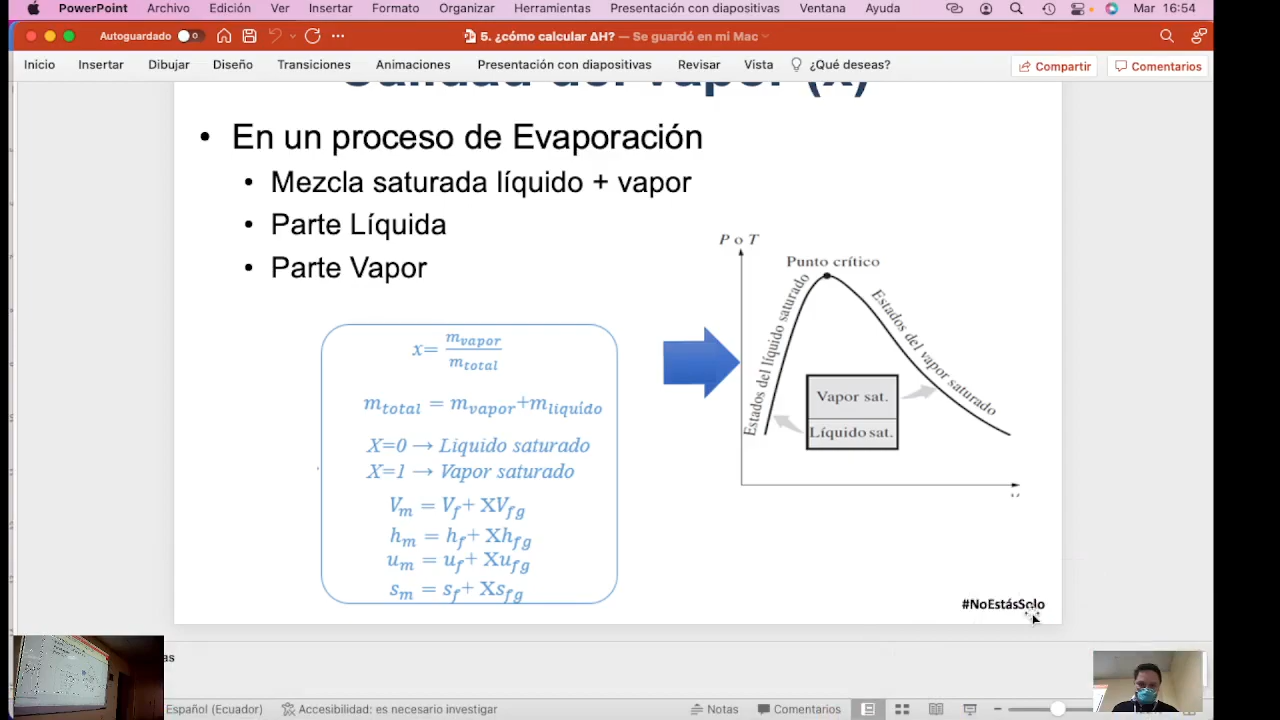 PowerPoint Archivo Edición Ver Insertar Formato Organizar Herramientas Presentación con diapositivas Ventana Ayuda Mar 16:54
Autoguardado 5. ¿cómo calcular ΔH? — Se guardó en mi Mac
Inicio Insertar Dibujar Diseño Transiciones Animaciones Presentación con diapositivas Revisar Vista ¿Qué deseas? Compartir Comentarios
Calidad del vapor (x)
• En un proceso de Evaporación
• Mezcla saturada líquido + vapor
• Parte Líquida
• Parte Vapor
x= m_vapor / m_total
m_total = m_vapor+m_liquído
X=0 → Liquido saturado
X=1 → Vapor saturado
V_m = V_f+ XV_fg
h_m = h_f+ Xh_fg
u_m = u_f+ Xu_fg
s_m = s_f+ Xs_fg
P o T
Punto crítico
Estados del líquido saturado
Estados del vapor saturado
Vapor sat.
Líquido sat.
#NoEstásSolo
as
Español (Ecuador) Accesibilidad: es necesario investigar Notas Comentarios